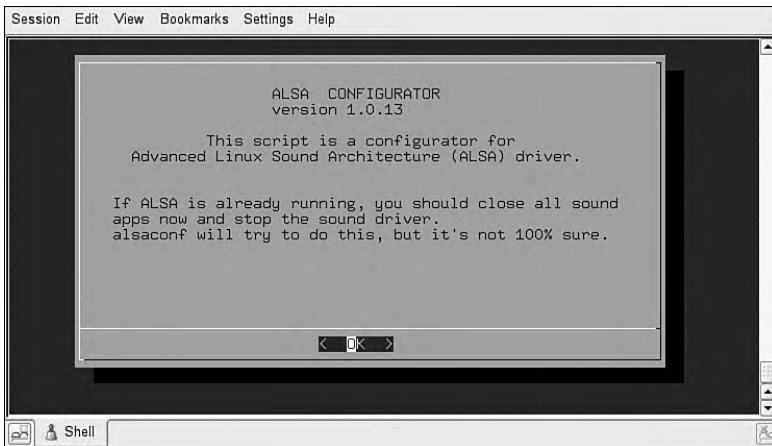 Session Edit View Bookmarks Settings Help
ALSA CONFIGURATOR
version 1.0.13
This script is a configurator for
Advanced Linux Sound Architecture (ALSA) driver.
If ALSA is already running, you should close all sound
apps now and stop the sound driver.
alsaconf will try to do this, but it's not 100% sure.
< OK >
Shell